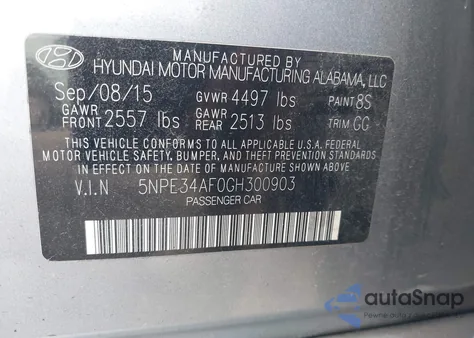 MANUFACTURED BY
HYUNDAI MOTOR MANUFACTURING ALABAMA, LLC
Sep/08/15 GVWR 4497 lbs PAINT 8S
GAWR FRONT 2557 lbs GAWR REAR 2513 lbs TRIM GG
THIS VEHICLE CONFORMS TO ALL APPLICABLE U.S.A. FEDERAL
MOTOR VEHICLE SAFETY, BUMPER, AND THEFT PREVENTION
STANDARDS IN EFFECT ON THE DATE OF MANUFACTURE SHOWN ABOVE.
V.I.N 5NPE34AF0GH300903
PASSENGER CAR
autoSnap
Pewne auta z